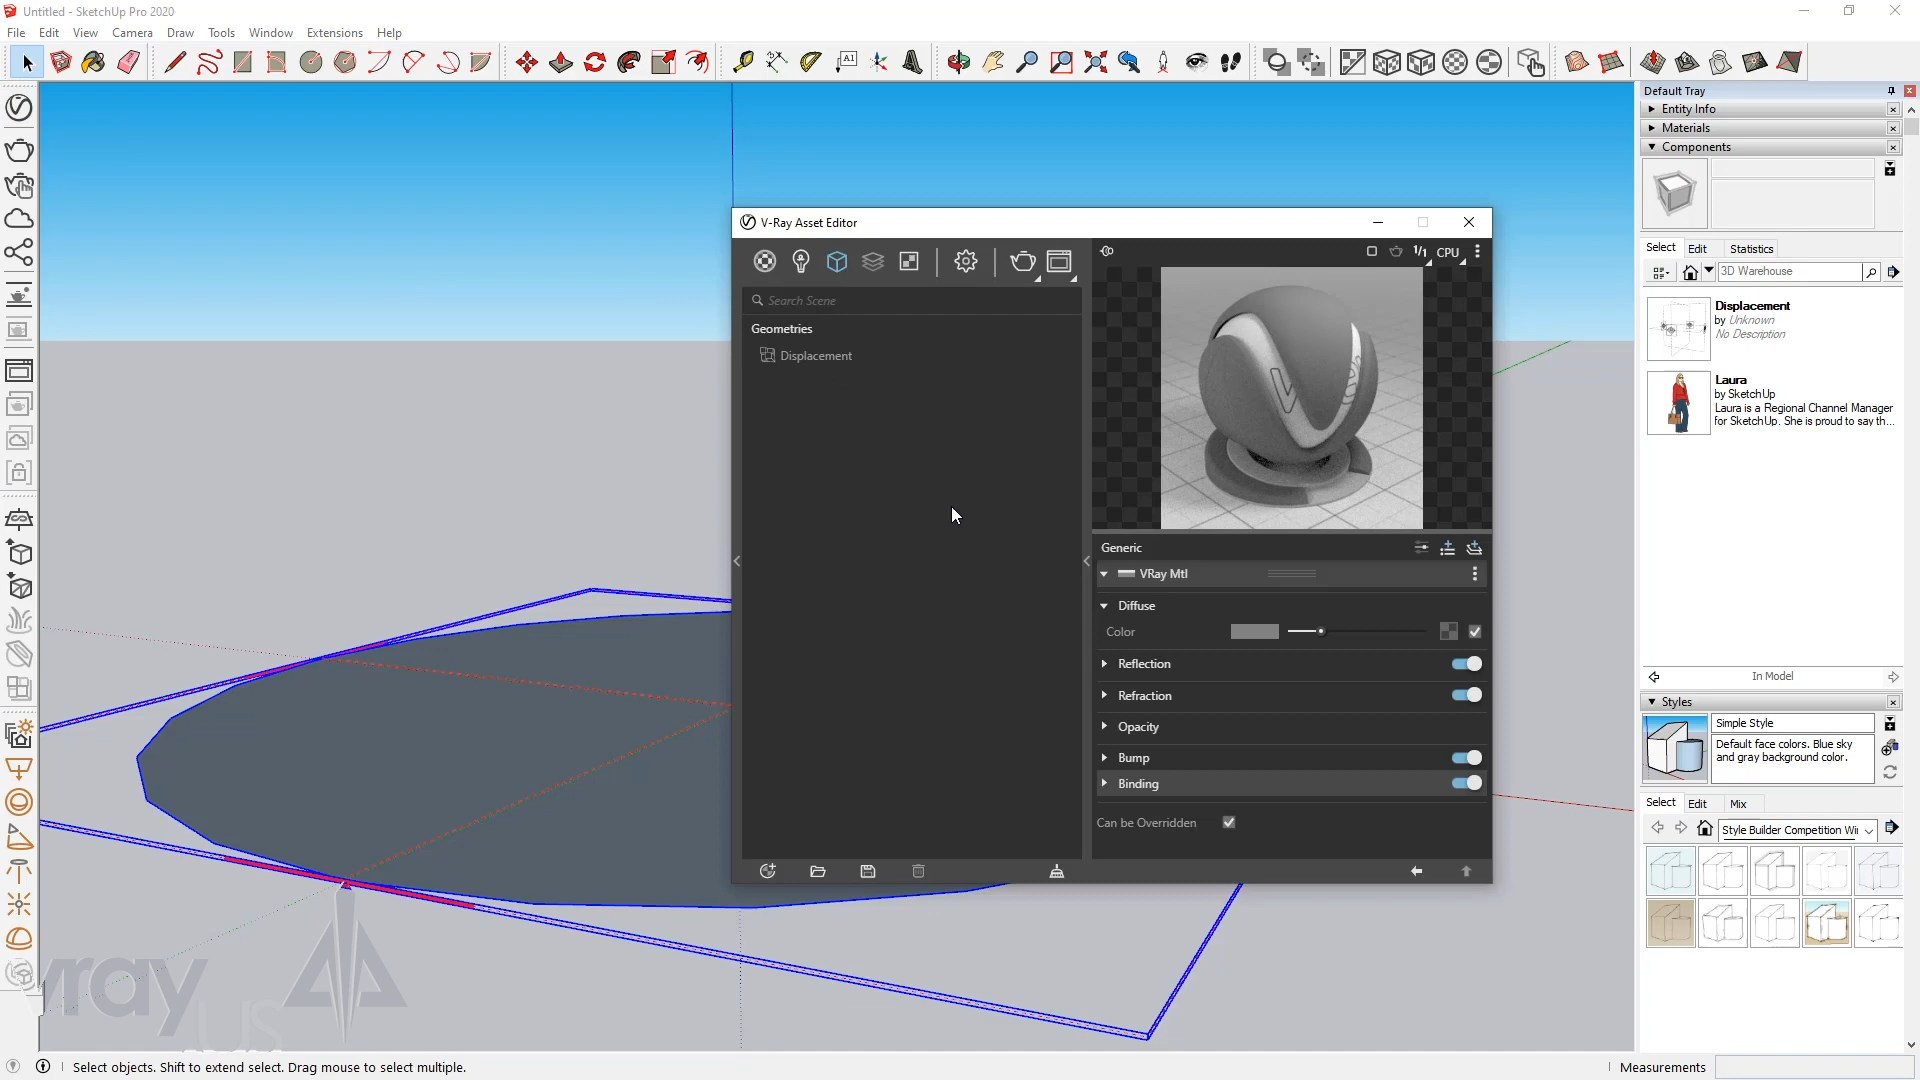 Untitled - SketchUp Pro 2020
File Edit View Camera Draw Tools Window Extensions Help
A1
Default Tray
Entity Info
Materials
Components
Select Edit Statistics
3D Warehouse
Displacement
by Unknown
No Description
Laura
by SketchUp
Laura is a Regional Channel Manager
for SketchUp. She is proud to say th...
In Model
Styles
Simple Style
Default face colors. Blue sky
and gray background color.
Select Edit Mix
Style Builder Competition Wi
V-Ray Asset Editor
1/1 CPU
Search Scene
Geometries
Displacement
Generic
VRay Mtl
Diffuse
Color
Reflection
Refraction
Opacity
Bump
Binding
Can be Overridden
vray
us
Select objects. Shift to extend select. Drag mouse to select multiple.
Measurements